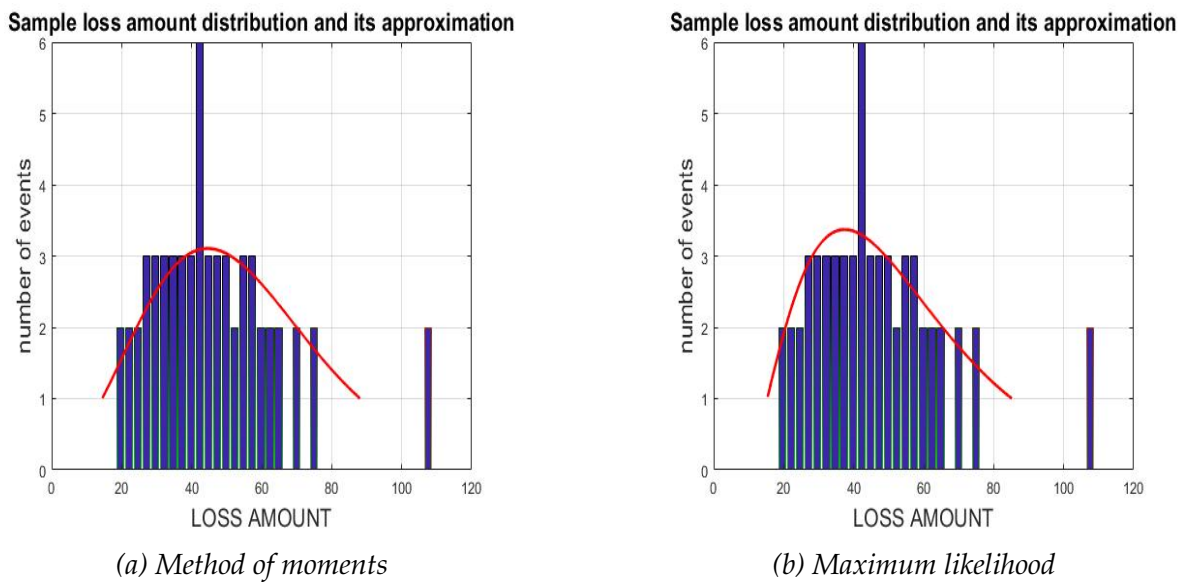 Sample loss amount distribution and its approximation
6
5
4
3
2
1
0
number of events
0 20 40 60 80 100 120
LOSS AMOUNT
(a) Method of moments
Sample loss amount distribution and its approximation
6
5
4
3
2
1
0
number of events
0 20 40 60 80 100 120
LOSS AMOUNT
(b) Maximum likelihood